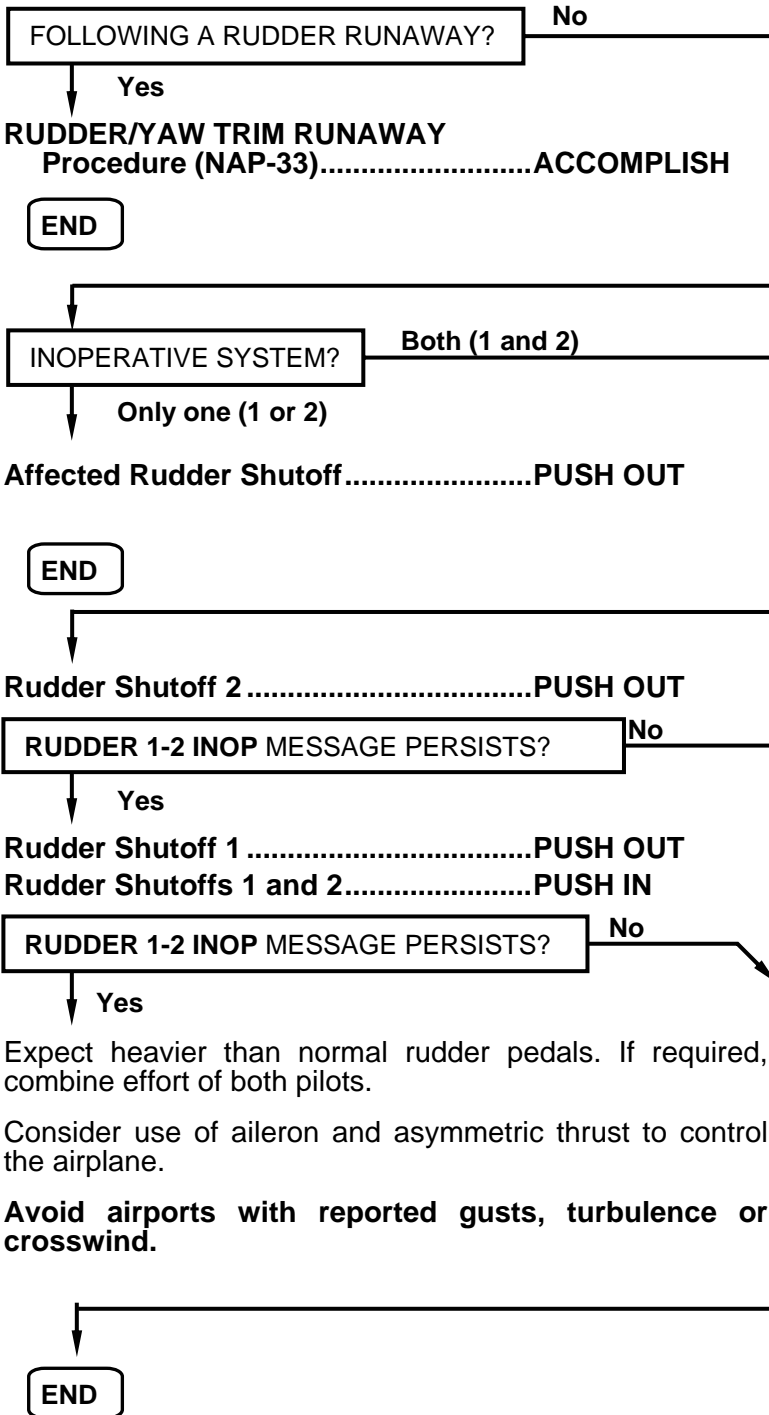 No
FOLLOWING A RUDDER RUNAWAY?
Yes
RUDDER/YAW TRIM RUNAWAY
Procedure (NAP-33)..........................ACCOMPLISH
END
INOPERATIVE SYSTEM?
Both (1 and 2)
Only one (1 or 2)
Affected Rudder Shutoff.......................PUSH OUT
END
Rudder Shutoff 2 ...................................PUSH OUT
RUDDER 1-2 INOP MESSAGE PERSISTS?
No
Yes
Rudder Shutoff 1 ...................................PUSH OUT
Rudder Shutoffs 1 and 2.......................PUSH IN
RUDDER 1-2 INOP MESSAGE PERSISTS?
No
Yes
Expect heavier than normal rudder pedals. If required,
combine effort of both pilots.
Consider use of aileron and asymmetric thrust to control
the airplane.
Avoid airports with reported gusts, turbulence or
crosswind.
END